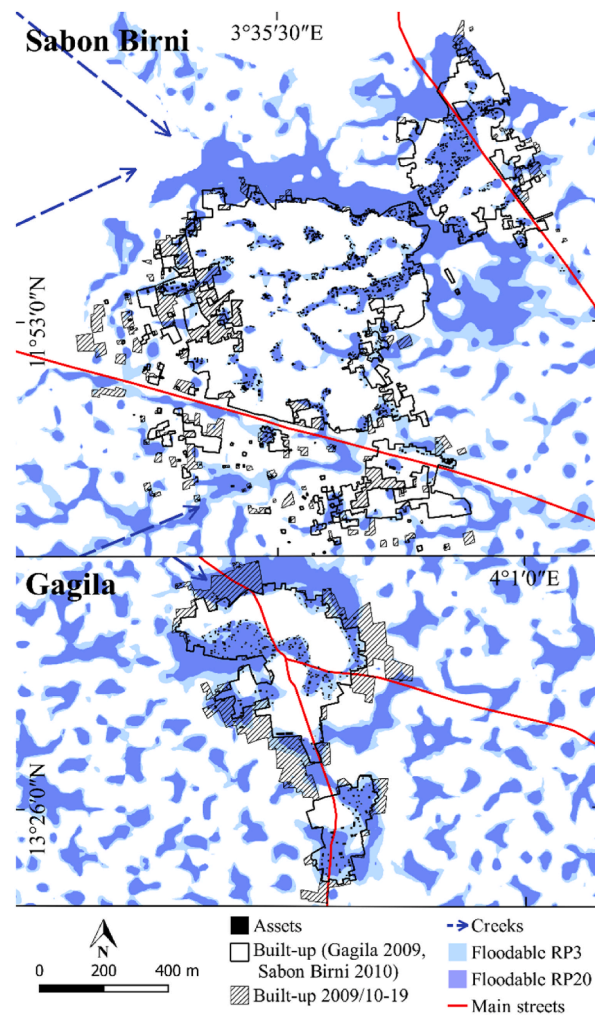 Sabon Birni
3°35′30″E
11°53′0″N
Gagila
4°1′0″E
13°26′0″N
N
0 200 400 m
Assets
Built-up (Gagila 2009,
Sabon Birni 2010)
Built-up 2009/10-19
Creeks
Floodable RP3
Floodable RP20
Main streets